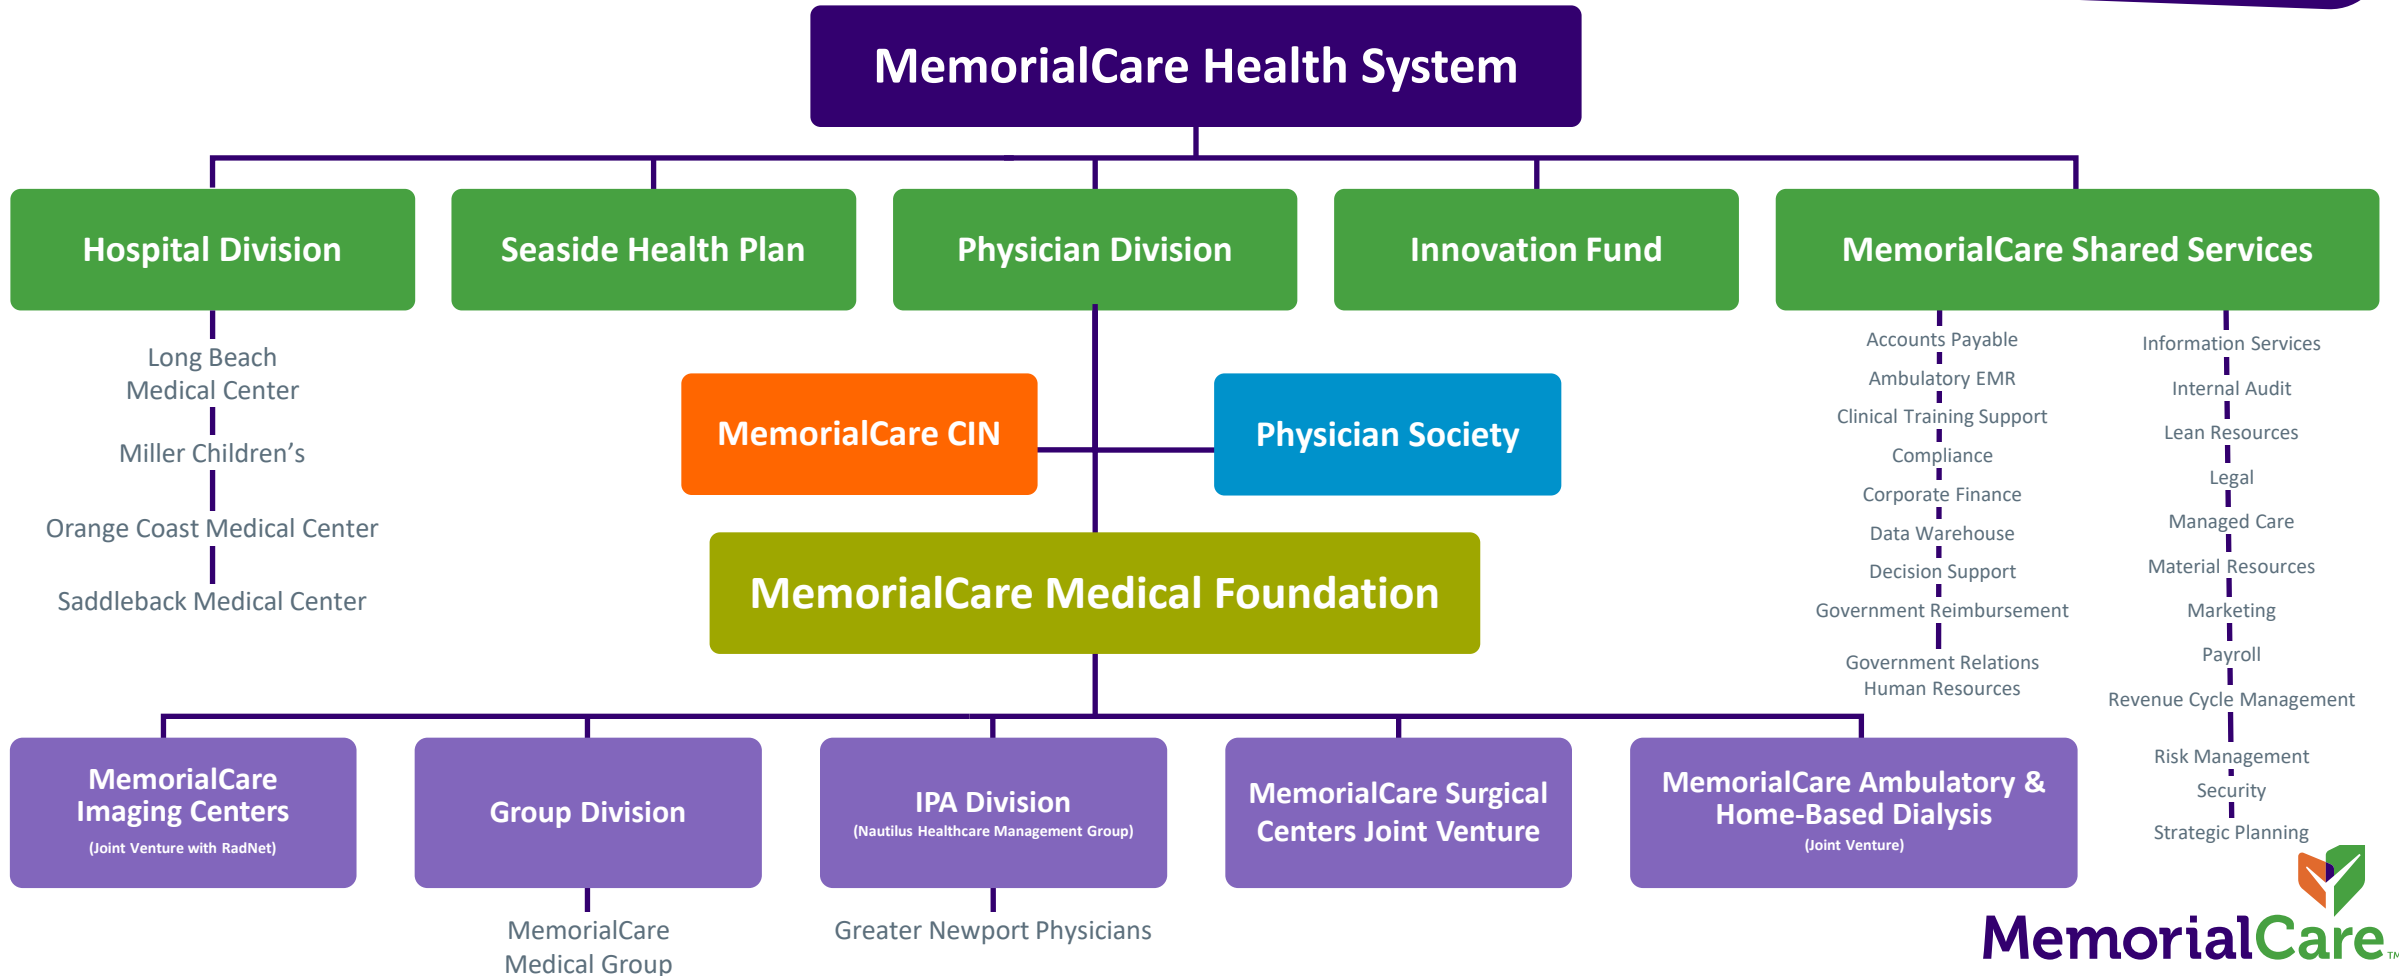 MemorialCare Health System
Hospital Division
Seaside Health Plan
Physician Division
Innovation Fund
MemorialCare Shared Services
Long Beach
Medical Center
Miller Children’s
Orange Coast Medical Center
Saddleback Medical Center
MemorialCare CIN
Physician Society
MemorialCare Medical Foundation
Accounts Payable
Ambulatory EMR
Clinical Training Support
Compliance
Corporate Finance
Data Warehouse
Decision Support
Government Reimbursement
Government Relations
Human Resources
Information Services
Internal Audit
Lean Resources
Legal
Managed Care
Material Resources
Marketing
Payroll
Revenue Cycle Management
Risk Management
Security
Strategic Planning
MemorialCare
Imaging Centers
(Joint Venture with RadNet)
Group Division
IPA Division
(Nautilus Healthcare Management Group)
MemorialCare Surgical
Centers Joint Venture
MemorialCare Ambulatory &
Home-Based Dialysis
(Joint Venture)
MemorialCare
Medical Group
Greater Newport Physicians
MemorialCare™